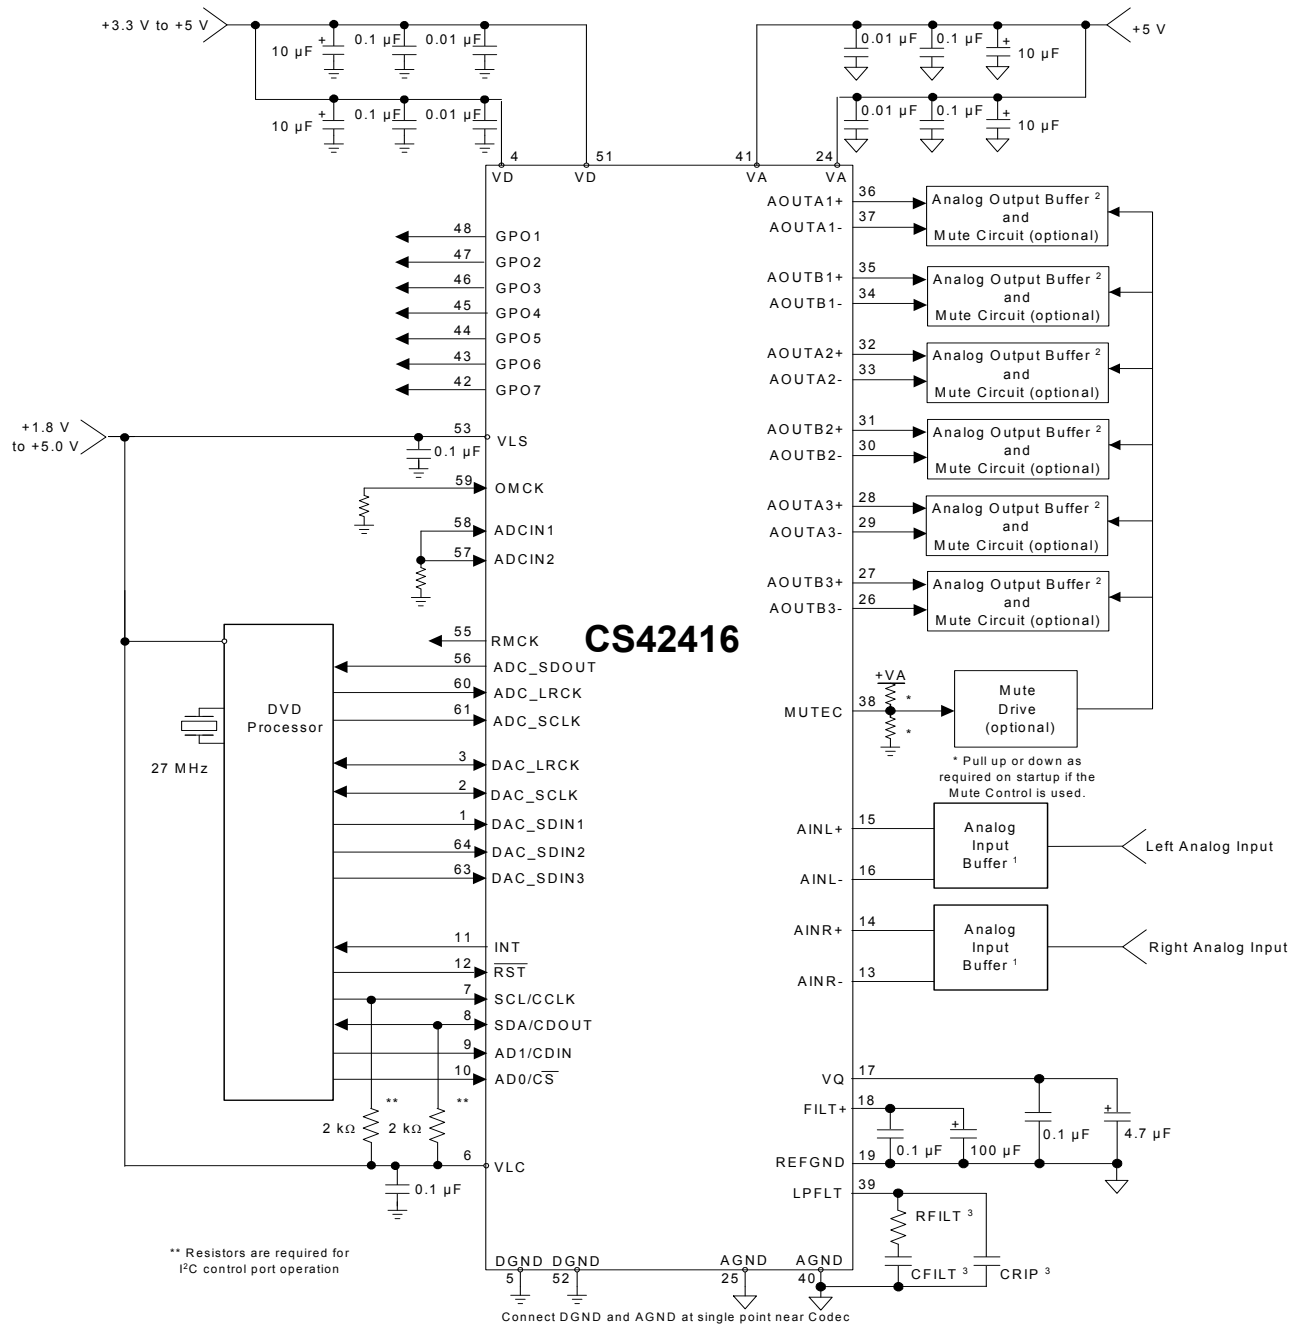 +3.3 V to +5 V
10 µF
+
0.1 µF
0.01 µF
10 µF
+
0.1 µF
0.01 µF
0.01 µF
0.1 µF
+
10 µF
+5 V
0.01 µF
0.1 µF
+
10 µF
4
VD
51
VD
41
VA
24
VA
48
GPO1
47
GPO2
46
GPO3
45
GPO4
44
GPO5
43
GPO6
42
GPO7
+1.8 V
to +5.0 V
53
VLS
0.1 µF
59
OMCK
58
ADCIN1
57
ADCIN2
55
RMCK
56
ADC_SDOUT
60
ADC_LRCK
61
ADC_SCLK
DVD
Processor
27 MHz
3
DAC_LRCK
2
DAC_SCLK
1
DAC_SDIN1
64
DAC_SDIN2
63
DAC_SDIN3
11
INT
12
RST
7
SCL/CCLK
8
SDA/CDOUT
9
AD1/CDIN
10
AD0/CS
**
2 kΩ
**
2 kΩ
6
VLC
0.1 µF
** Resistors are required for
I²C control port operation
CS42416
AOUTA1+
36
AOUTA1-
37
Analog Output Buffer ²
and
Mute Circuit (optional)
AOUTB1+
35
AOUTB1-
34
Analog Output Buffer ²
and
Mute Circuit (optional)
AOUTA2+
32
AOUTA2-
33
Analog Output Buffer ²
and
Mute Circuit (optional)
AOUTB2+
31
AOUTB2-
30
Analog Output Buffer ²
and
Mute Circuit (optional)
AOUTA3+
28
AOUTA3-
29
Analog Output Buffer ²
and
Mute Circuit (optional)
AOUTB3+
27
AOUTB3-
26
Analog Output Buffer ²
and
Mute Circuit (optional)
MUTEC
38
+VA
*
*
Mute
Drive
(optional)
* Pull up or down as
required on startup if the
Mute Control is used.
AINL+
15
AINL-
16
Analog
Input
Buffer ¹
Left Analog Input
AINR+
14
AINR-
13
Analog
Input
Buffer ¹
Right Analog Input
VQ
17
FILT+
18
0.1 µF
+
100 µF
0.1 µF
+
4.7 µF
REFGND
19
LPFLT
39
RFILT ³
CFILT ³
CRIP ³
DGND
5
DGND
52
AGND
25
AGND
40
Connect DGND and AGND at single point near Codec